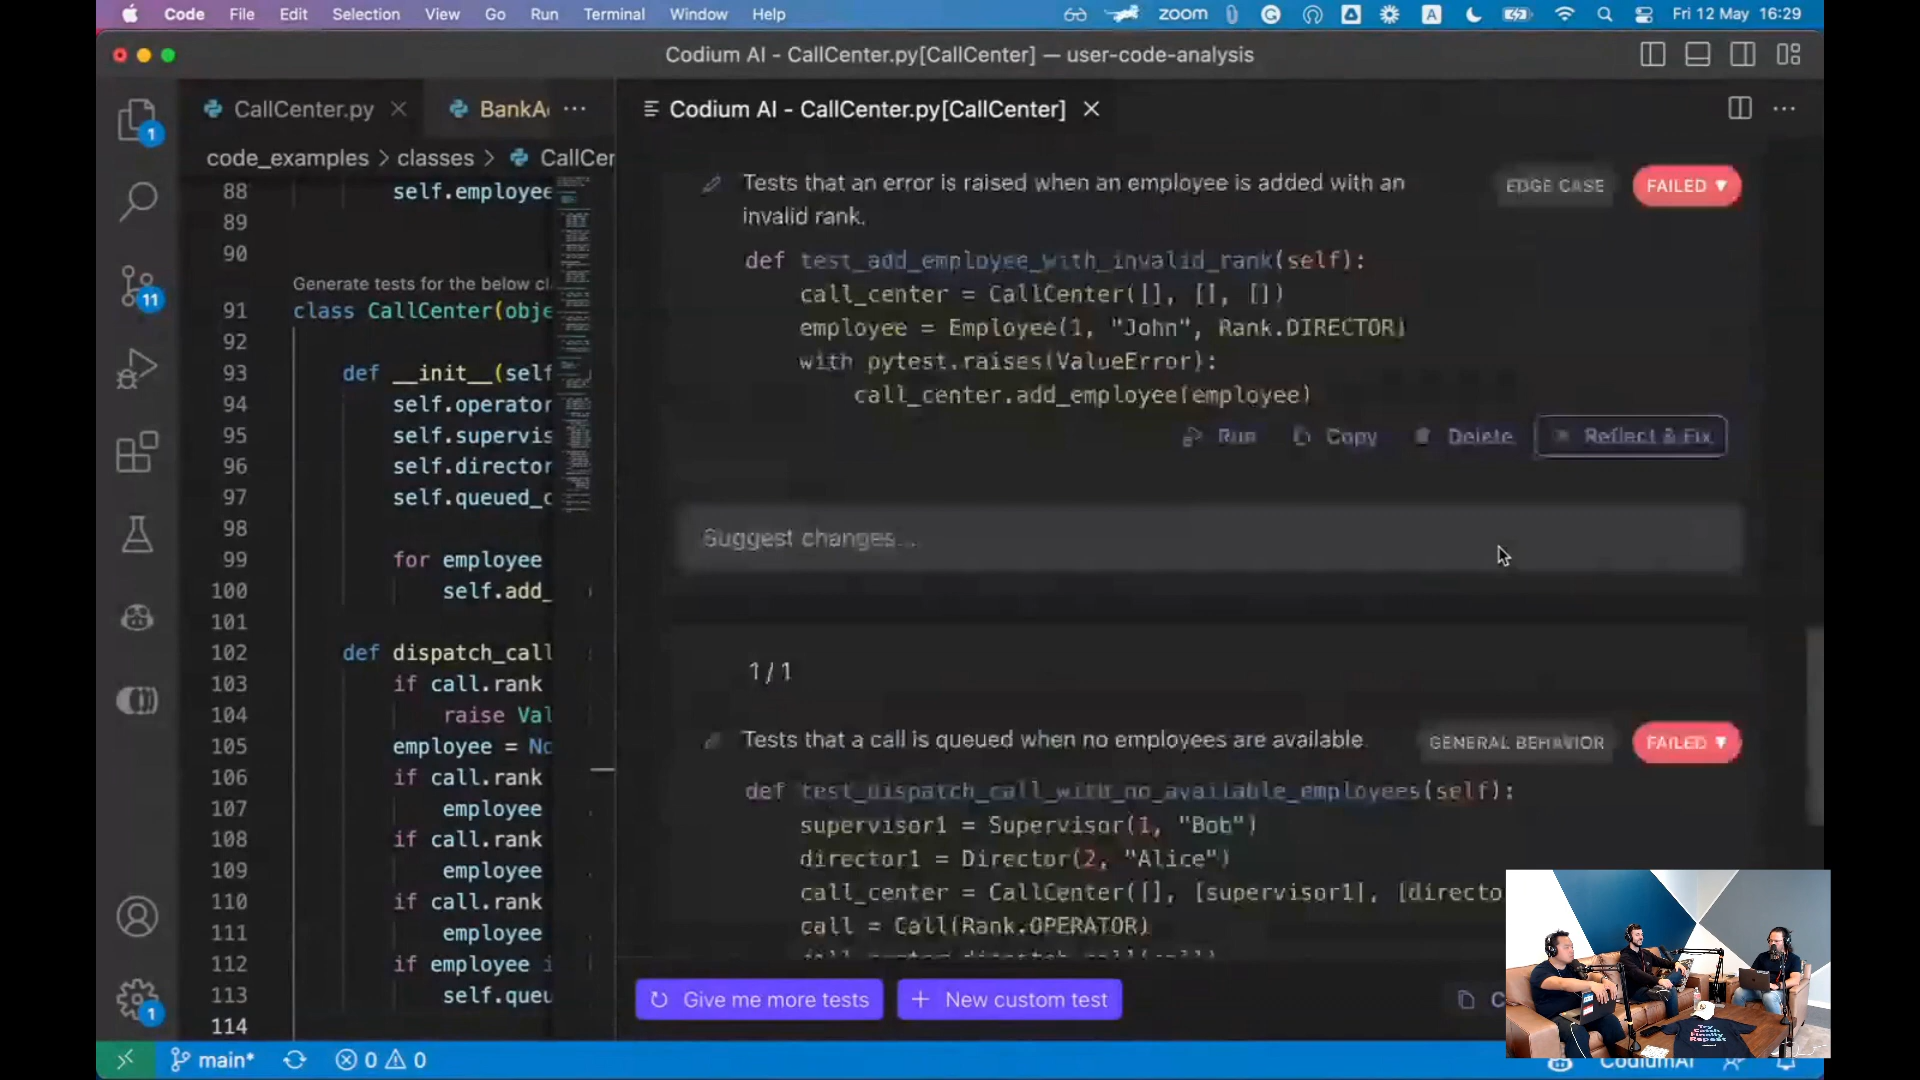 Code File Edit Selection View Go Run Terminal Window Help zoom A Fri 12 May 16:29
Codium AI - CallCenter.py[CallCenter] — user-code-analysis
CallCenter.py BankA
Codium AI - CallCenter.py[CallCenter]
code_examples > classes > CallCer
1
11
1
88 self.employee
89
90
Generate tests for the below cl
91 class CallCenter(obje
92
93 def __init__(self
94 self.operator
95 self.supervis
96 self.director
97 self.queued_c
98
99 for employee
100 self.add_
101
102 def dispatch_call
103 if call.rank
104 raise Val
105 employee = No
106 if call.rank
107 employee
108 if call.rank
109 employee
110 if call.rank
111 employee
112 if employee i
113 self.queu
114
Tests that an error is raised when an employee is added with an
invalid rank.
EDGE CASE FAILED
def test_add_employee_with_invalid_rank(self):
call_center = CallCenter([], [], [])
employee = Employee(1, "John", Rank.DIRECTOR)
with pytest.raises(ValueError):
call_center.add_employee(employee)
Run Copy Delete Reflect & Fix
Suggest changes...
1 / 1
Tests that a call is queued when no employees are available.
GENERAL BEHAVIOR FAILED
def test_dispatch_call_with_no_available_employees(self):
supervisor1 = Supervisor(1, "Bob")
director1 = Director(2, "Alice")
call_center = CallCenter([], [supervisor1], [directo
call = Call(Rank.OPERATOR)
Give me more tests New custom test C
Try
Catch
Finally
Repeat
main* 0 0 CodiumAI